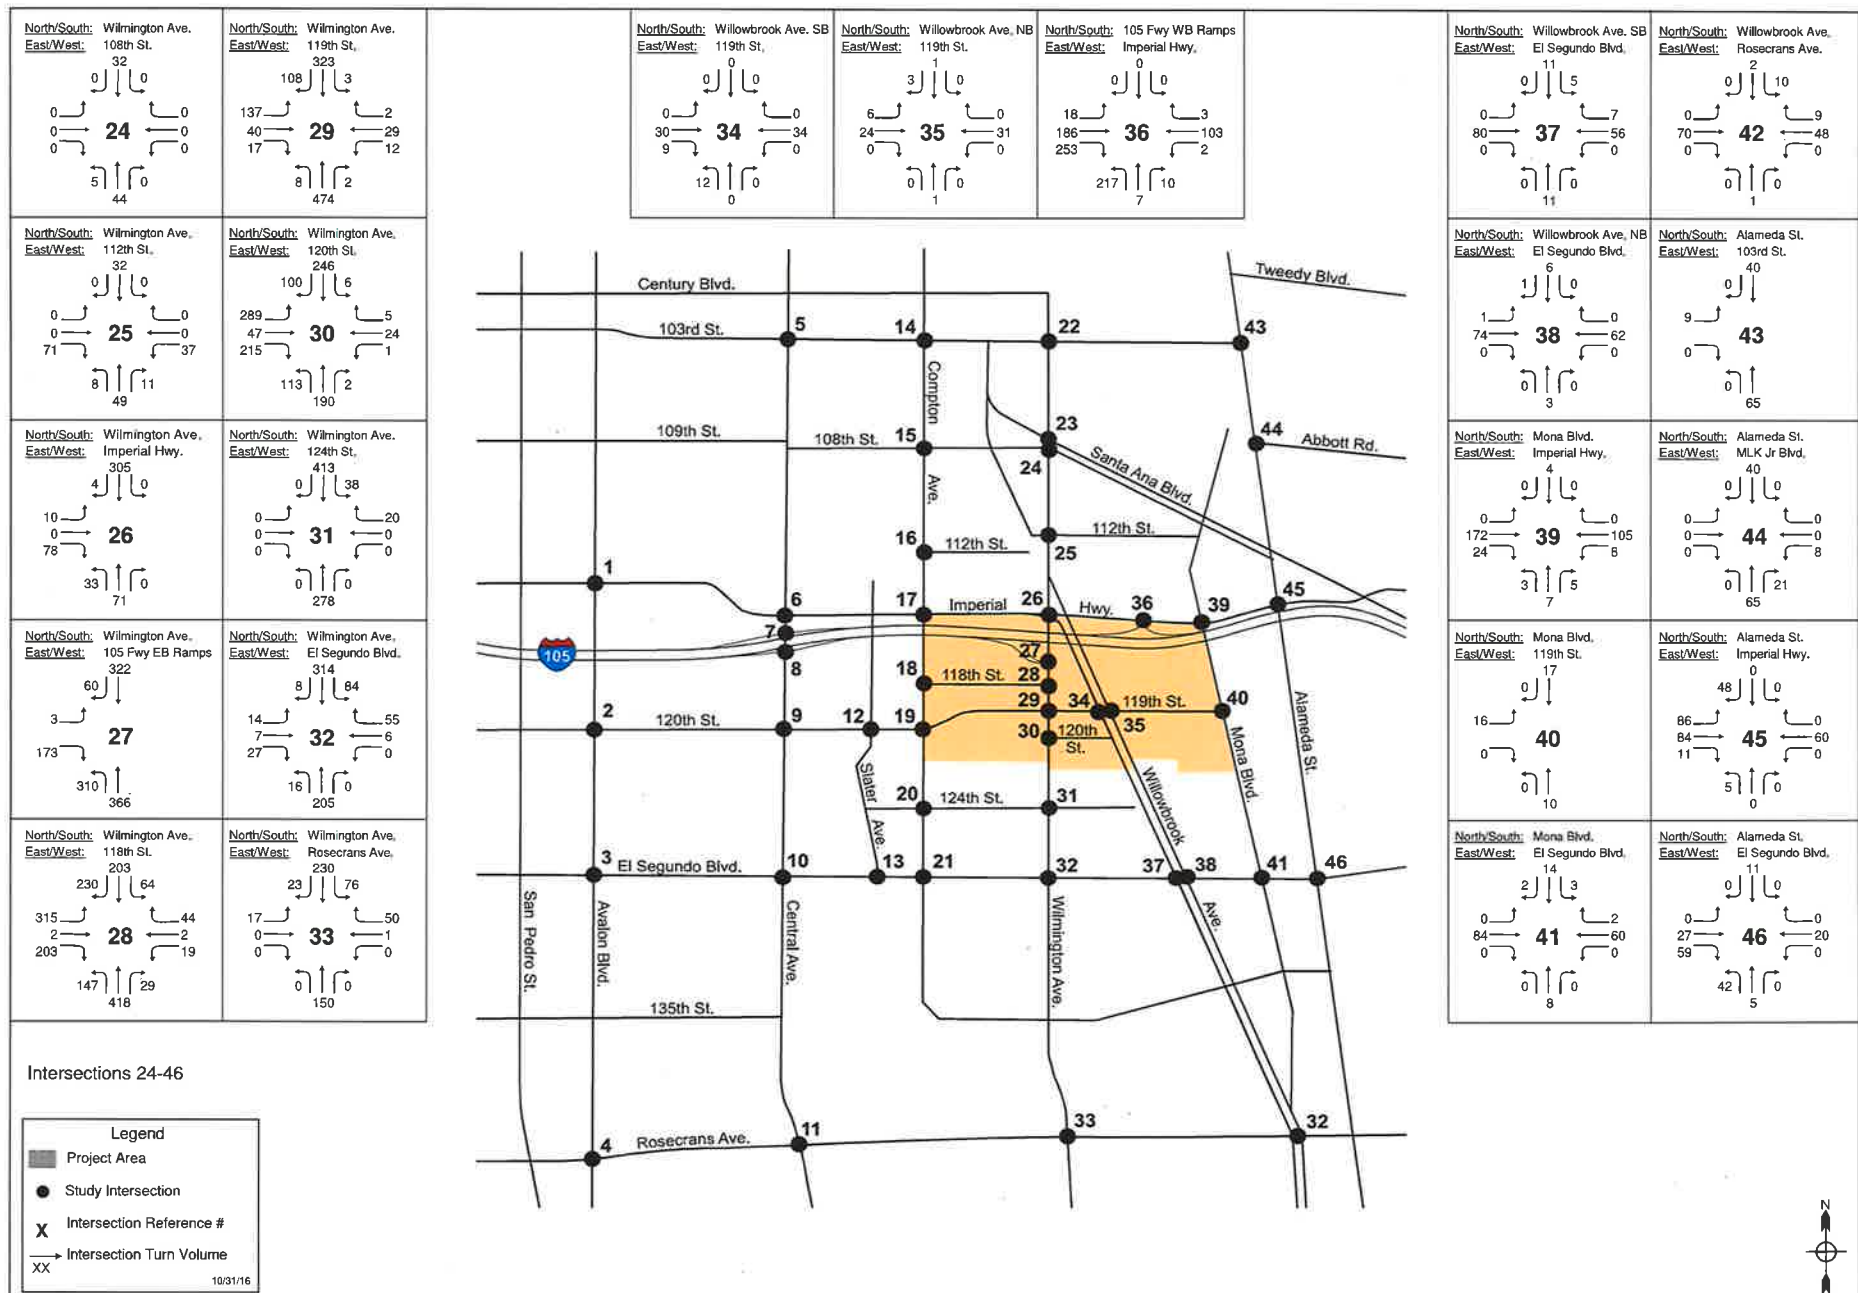 North/South: Wilmington Ave.
East/West: 108th St.
32
0 0
0 0
0 24 0
0 0
5 0
44
North/South: Wilmington Ave.
East/West: 119th St.
323
108 3
137 2
40 29 29
17 12
8 2
474
North/South: Wilmington Ave.
East/West: 112th St.
32
0 0
0 0
0 25 0
71 37
8 11
49
North/South: Wilmington Ave.
East/West: 120th St.
246
100 6
289 5
47 30 24
215 1
113 2
190
North/South: Wilmington Ave.
East/West: Imperial Hwy.
305
4 0
10
0 26
78
33 0
71
North/South: Wilmington Ave.
East/West: 124th St.
413
0 38
0 20
0 31 0
0 0
0 0
278
North/South: Wilmington Ave.
East/West: 105 Fwy EB Ramps
322
60
3
27
173
310
366
North/South: Wilmington Ave.
East/West: El Segundo Blvd.
314
8 84
14 55
7 32 6
27 0
16 0
205
North/South: Wilmington Ave.
East/West: 118th St.
203
230 64
315 44
2 28 2
203 19
147 29
418
North/South: Wilmington Ave.
East/West: Rosecrans Ave.
230
23 76
17 50
0 33 1
0 0
0 0
150
North/South: Willowbrook Ave. SB
East/West: 119th St.
0
0 0
0 0
30 34 34
9 0
12 0
0
North/South: Willowbrook Ave. NB
East/West: 119th St.
1
3 0
6 0
24 35 31
0 0
0 0
1
North/South: 105 Fwy WB Ramps
East/West: Imperial Hwy.
0
0 0
18 3
186 36 103
253 2
217 10
7
North/South: Willowbrook Ave. SB
East/West: El Segundo Blvd.
11
0 5
0 7
80 37 56
0 0
0 0
11
North/South: Willowbrook Ave.
East/West: Rosecrans Ave.
2
0 10
0 9
70 42 48
0 0
0 0
1
North/South: Willowbrook Ave. NB
East/West: El Segundo Blvd.
6
1 0
1 0
74 38 62
0 0
0 0
3
North/South: Alameda St.
East/West: 103rd St.
40
0
9
43
0
0
65
North/South: Mona Blvd.
East/West: Imperial Hwy.
4
0 0
0 0
172 39 105
24 8
3 5
7
North/South: Alameda St.
East/West: MLK Jr Blvd.
40
0 0
0 0
0 44 0
0 8
0 21
65
North/South: Mona Blvd.
East/West: 119th St.
17
0
16
40
0
0
10
North/South: Alameda St.
East/West: Imperial Hwy.
0
48 0
86 0
84 45 60
11 0
5 0
0
North/South: Mona Blvd.
East/West: El Segundo Blvd.
14
2 3
0 2
84 41 60
0 0
0 0
8
North/South: Alameda St.
East/West: El Segundo Blvd.
11
0 0
0 0
27 46 20
59 0
42 0
5
Century Blvd.
Tweedy Blvd.
103rd St.
5
14
22
43
Compton
Ave.
109th St.
108th St.
15
23
24
Santa Ana Blvd.
44
Abbott Rd.
16
112th St.
112th St.
25
1
6
7
8
17
Imperial
Hwy.
26
36
39
45
105
27
18
118th St.
28
29
34
35
119th St.
40
2
120th St.
9
12
19
30
120th
St.
Slater
Ave.
20
124th St.
31
Willowbrook
Ave.
Mona Blvd.
Alameda St.
3
El Segundo Blvd.
10
13
21
32
37
38
41
46
San Pedro St.
Avalon Blvd.
Central Ave.
Wilmington Ave.
135th St.
4
Rosecrans Ave.
11
33
32
Intersections 24-46
Legend
Project Area
Study Intersection
X Intersection Reference #
Intersection Turn Volume
XX
10/31/16
N